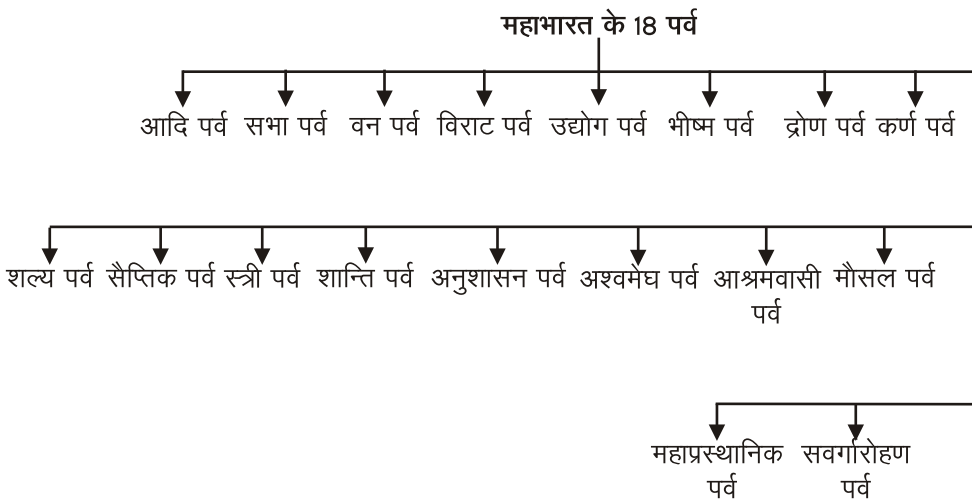 महाभारत के 18 पर्व
आदि पर्व सभा पर्व वन पर्व विराट पर्व उद्योग पर्व भीष्म पर्व द्रोण पर्व कर्ण पर्व
शल्य पर्व सैप्तिक पर्व स्त्री पर्व शान्ति पर्व अनुशासन पर्व अश्वमेघ पर्व आश्रमवासी पर्व मौसल पर्व
महाप्रस्थानिक पर्व सवर्गारोहण पर्व